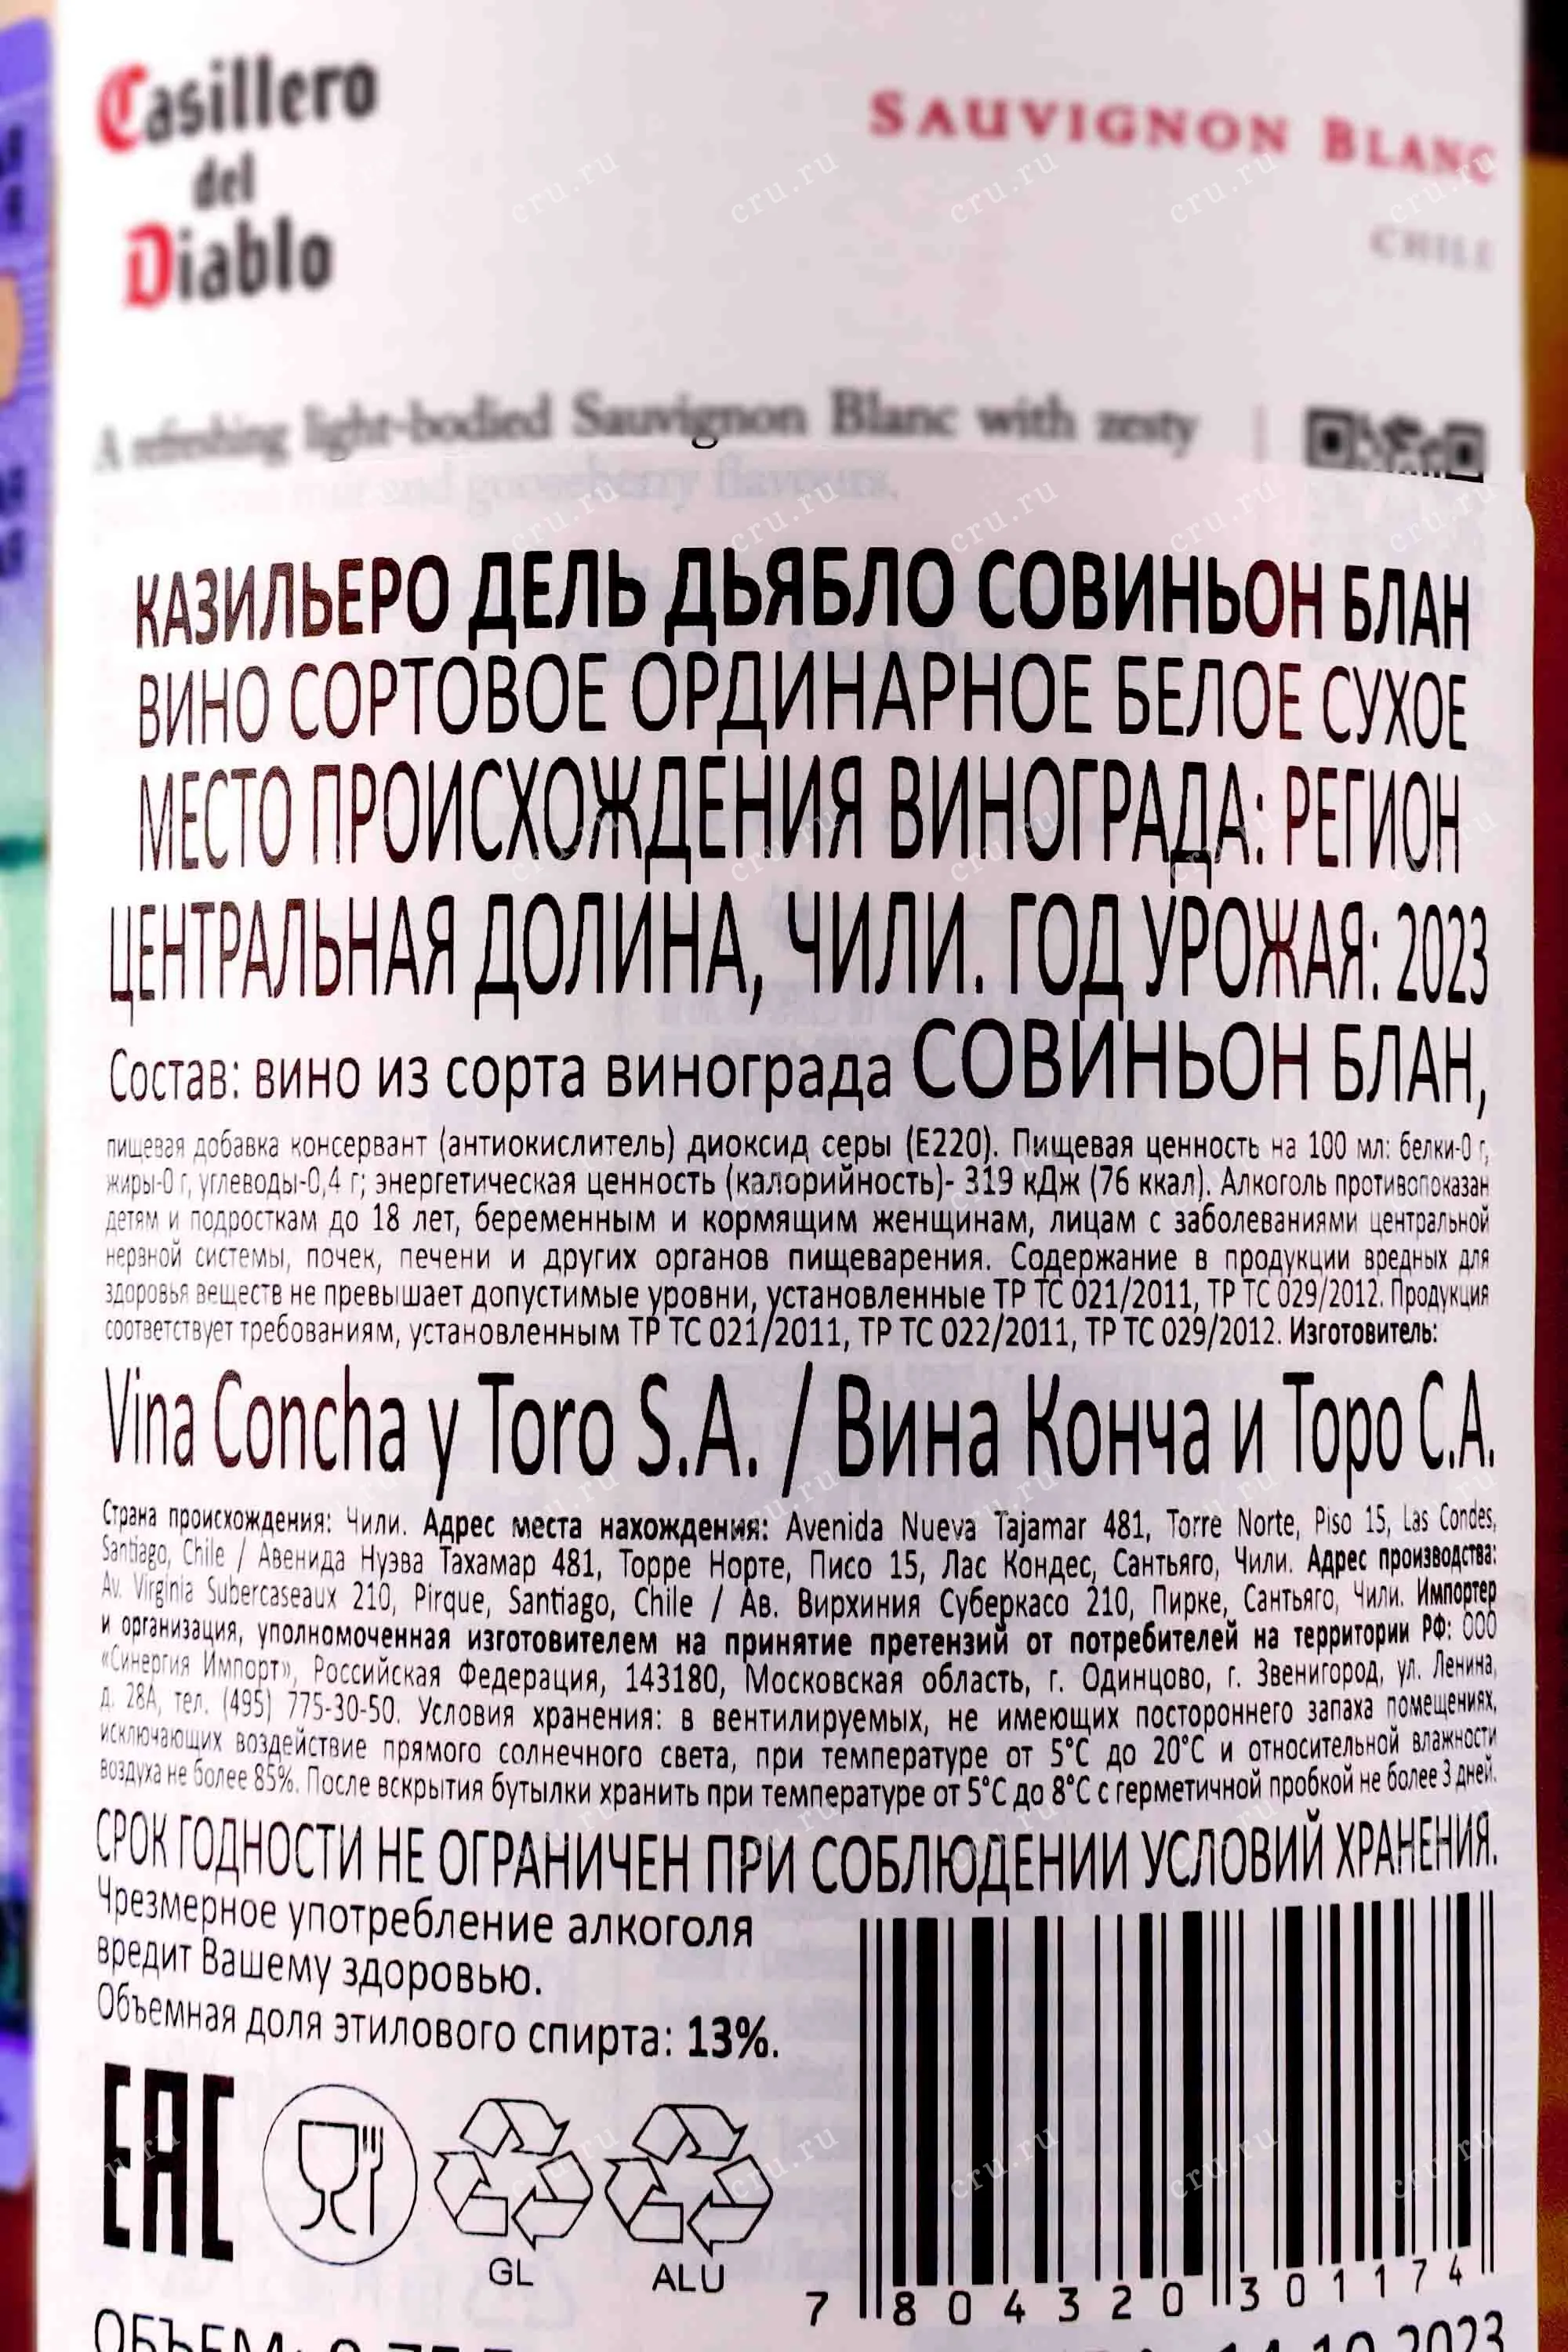 Casillero
del
Diablo
SAUVIGNON BLANC
CHILE
A refreshing light-bodied Sauvignon Blanc with zesty
and gooseberry flavours.
КАЗИЛЬЕРО ДЕЛЬ ДЬЯБЛО СОВИНЬОН БЛАН
ВИНО СОРТОВОЕ ОРДИНАРНОЕ БЕЛОЕ СУХОЕ
МЕСТО ПРОИСХОЖДЕНИЯ ВИНОГРАДА: РЕГИОН
ЦЕНТРАЛЬНАЯ ДОЛИНА, ЧИЛИ. ГОД УРОЖАЯ: 2023
Состав: вино из сорта винограда СОВИНЬОН БЛАН,
пищевая добавка консервант (антиокислитель) диоксид серы (Е220). Пищевая ценность на 100 мл: белки-0 г,
жиры-0 г, углеводы-0,4 г; энергетическая ценность (калорийность)- 319 кДж (76 ккал). Алкоголь противопоказан
детям и подросткам до 18 лет, беременным и кормящим женщинам, лицам с заболеваниями центральной
нервной системы, почек, печени и других органов пищеварения. Содержание в продукции вредных для
здоровья веществ не превышает допустимые уровни, установленные ТР ТС 021/2011, ТР ТС 029/2012. Продукция
соответствует требованиям, установленным ТР ТС 021/2011, ТР ТС 022/2011, ТР ТС 029/2012. Изготовитель:
Vina Concha y Toro S.A. / Вина Конча и Торо С.А.
Страна происхождения: Чили. Адрес места нахождения: Avenida Nueva Tajamar 481, Torre Norte, Piso 15, Las Condes,
Santiago, Chile / Авенида Нуэва Тахамар 481, Торре Норте, Писо 15, Лас Кондес, Сантьяго, Чили. Адрес производства:
Av. Virginia Subercaseaux 210, Pirque, Santiago, Chile / Ав. Вирхиния Суберкасо 210, Пирке, Сантьяго, Чили. Импортер
и организация, уполномоченная изготовителем на принятие претензий от потребителей на территории РФ: ООО
«Синергия Импорт», Российская Федерация, 143180, Московская область, г. Одинцово, г. Звенигород, ул. Ленина,
д. 28А, тел. (495) 775-30-50. Условия хранения: в вентилируемых, не имеющих постороннего запаха помещениях,
исключающих воздействие прямого солнечного света, при температуре от 5°C до 20°C и относительной влажности
воздуха не более 85%. После вскрытия бутылки хранить при температуре от 5°C до 8°C с герметичной пробкой не более 3 дней.
СРОК ГОДНОСТИ НЕ ОГРАНИЧЕН ПРИ СОБЛЮДЕНИИ УСЛОВИЙ ХРАНЕНИЯ.
Чрезмерное употребление алкоголя
вредит Вашему здоровью.
Объемная доля этилового спирта: 13%.
EAC
GL
ALU
7 804320 301174
ОБЪЕМ:
14.10.2023